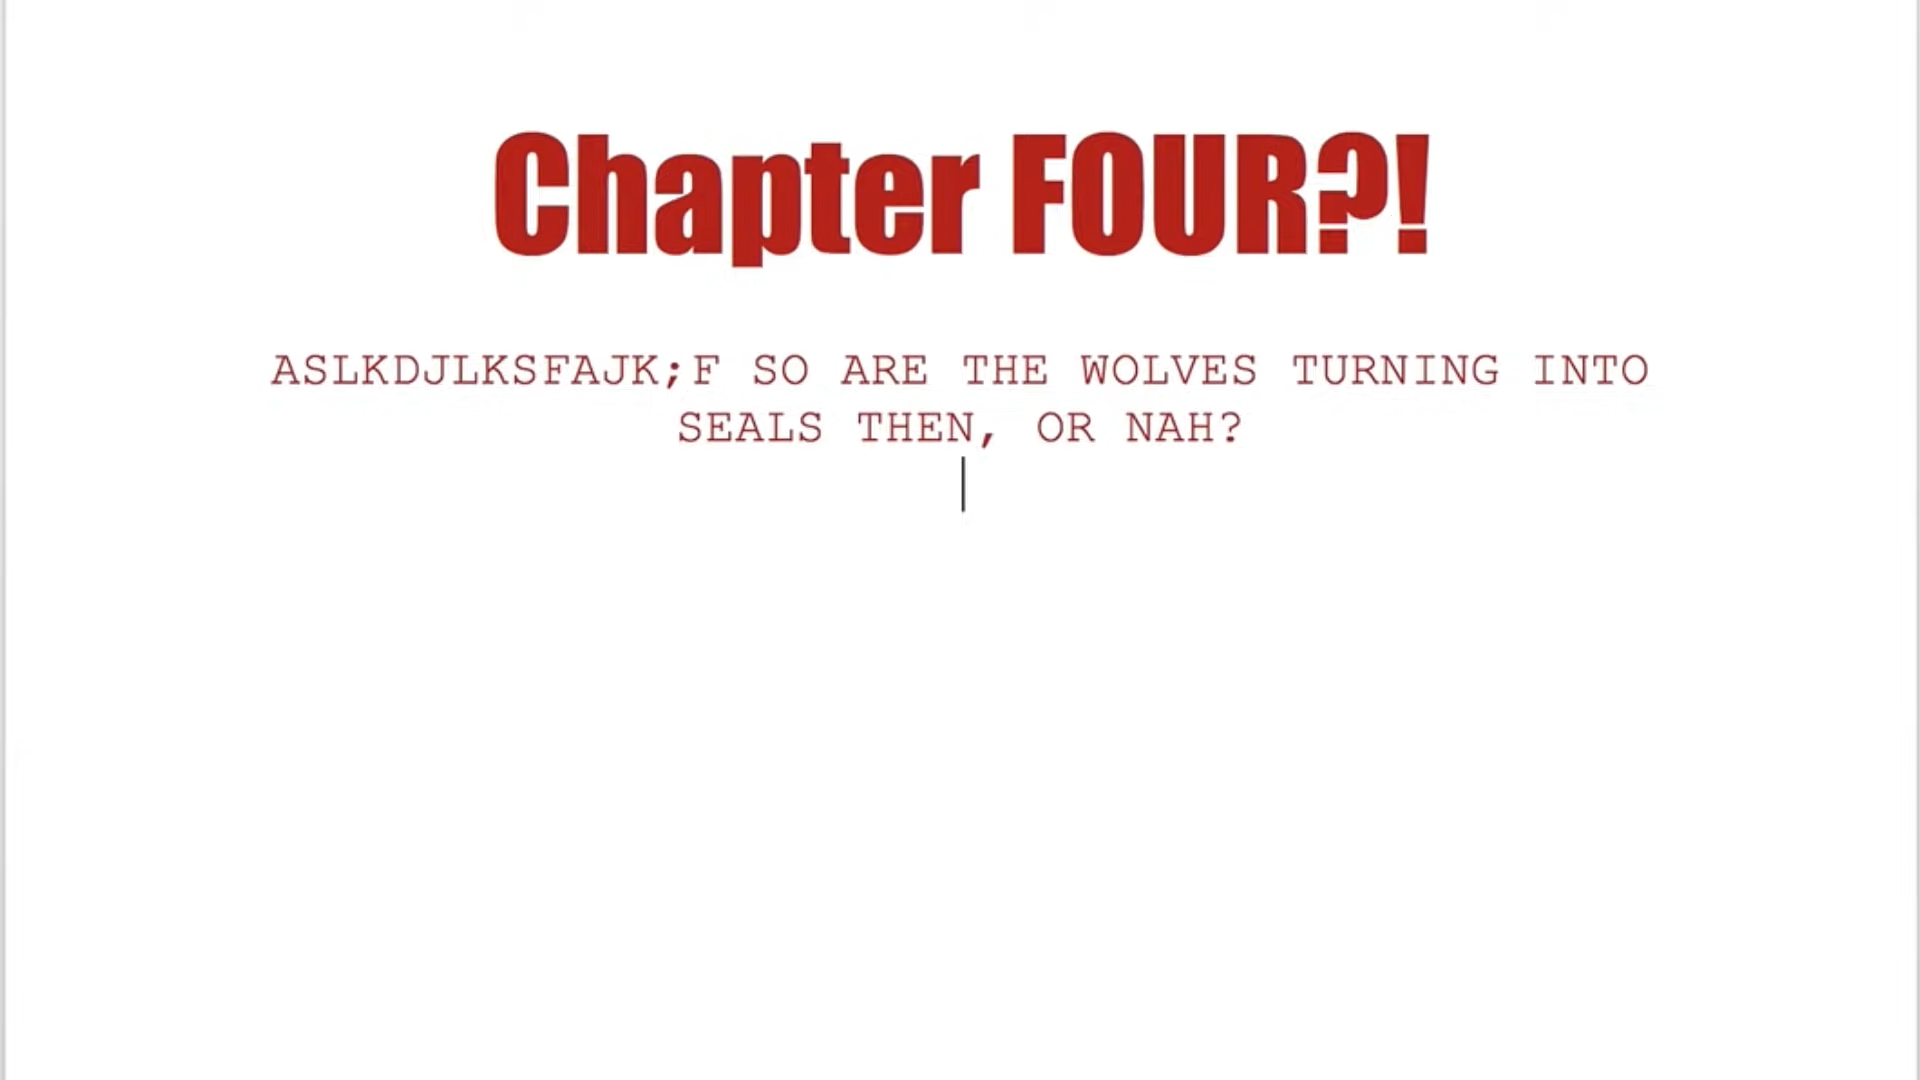 Chapter FOUR?!
ASLKDJLKSFAJK;F SO ARE THE WOLVES TURNING INTO
SEALS THEN, OR NAH?